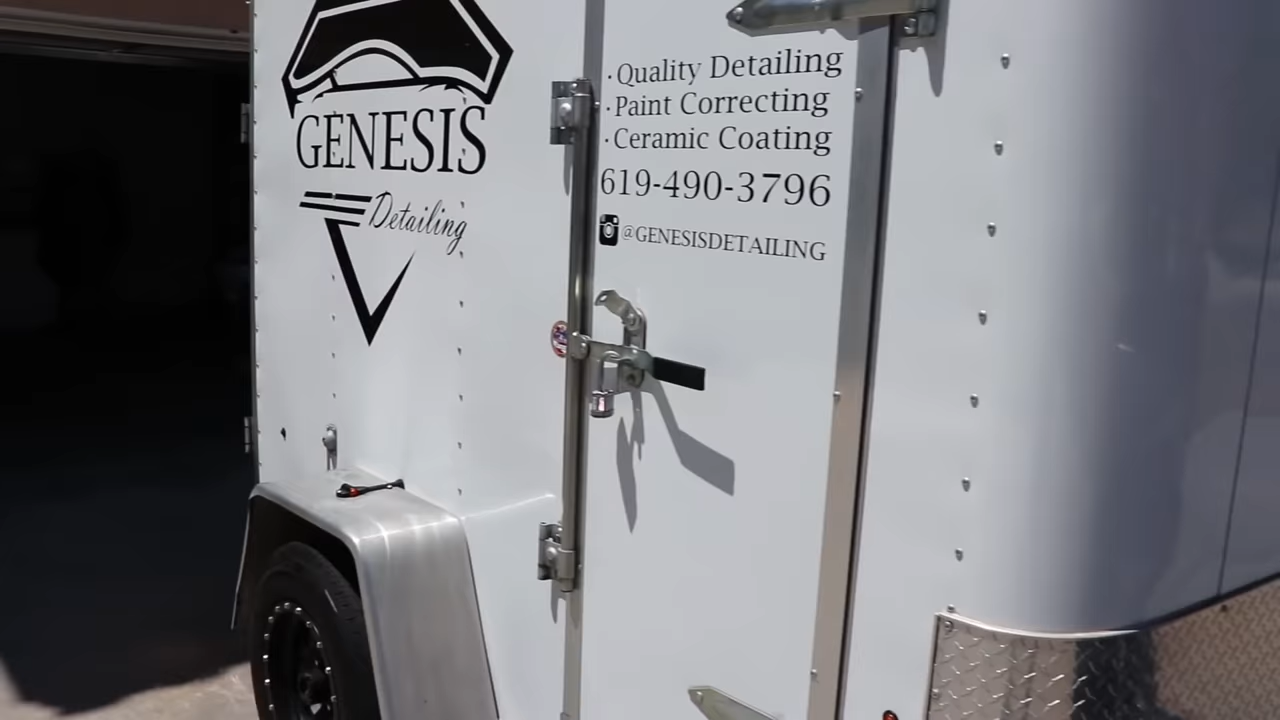 GENESIS
Detailing
· Quality Detailing
· Paint Correcting
· Ceramic Coating
619-490-3796
@GENESISDETAILING